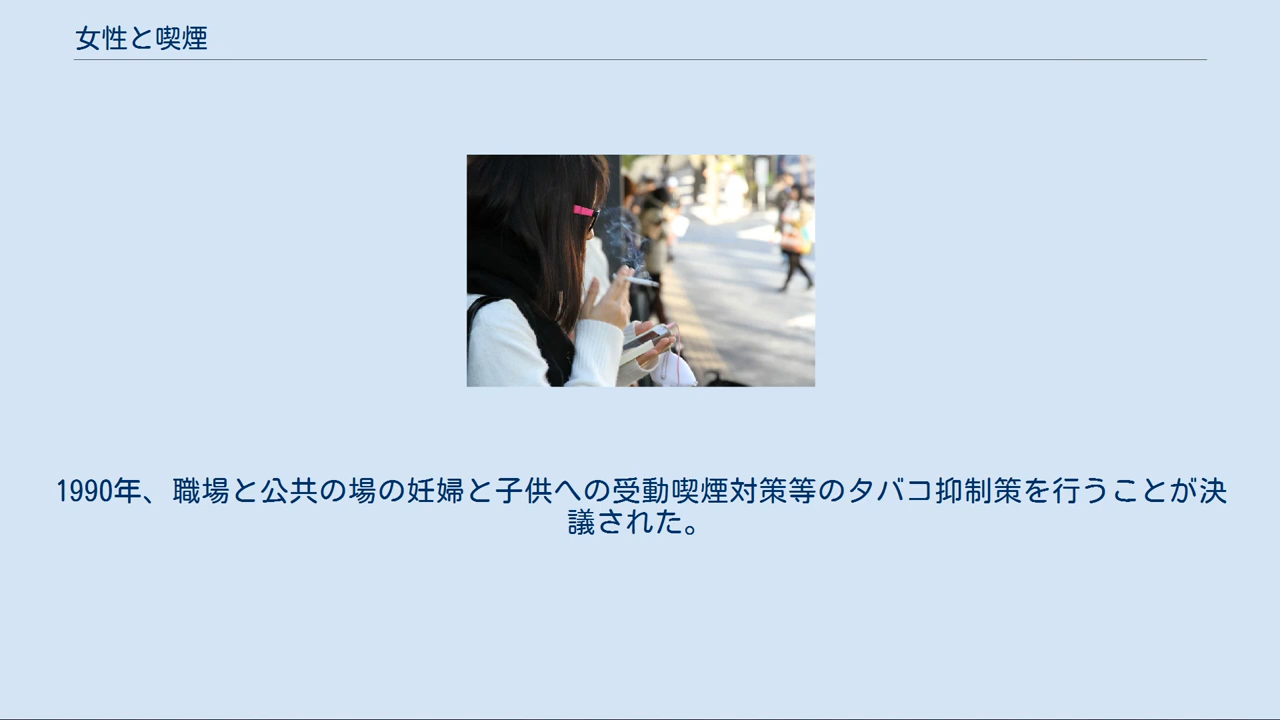 女性と喫煙
1990年、職場と公共の場の妊婦と子供への受動喫煙対策等のタバコ抑制策を行うことが決
議された。